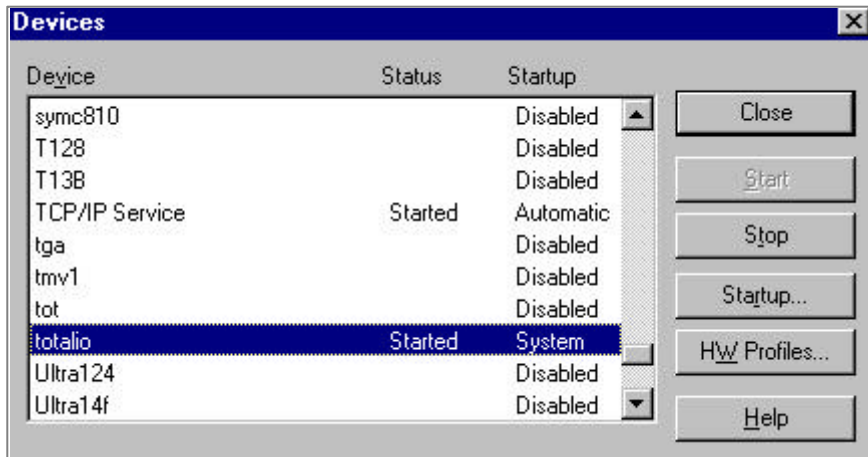 Devices
Device Status Startup
symc810 Disabled
T128 Disabled
T13B Disabled
TCP/IP Service Started Automatic
tga Disabled
tmv1 Disabled
tot Disabled
totalio Started System
Ultra124 Disabled
Ultra14f Disabled
Close
Start
Stop
Startup...
HW Profiles...
Help